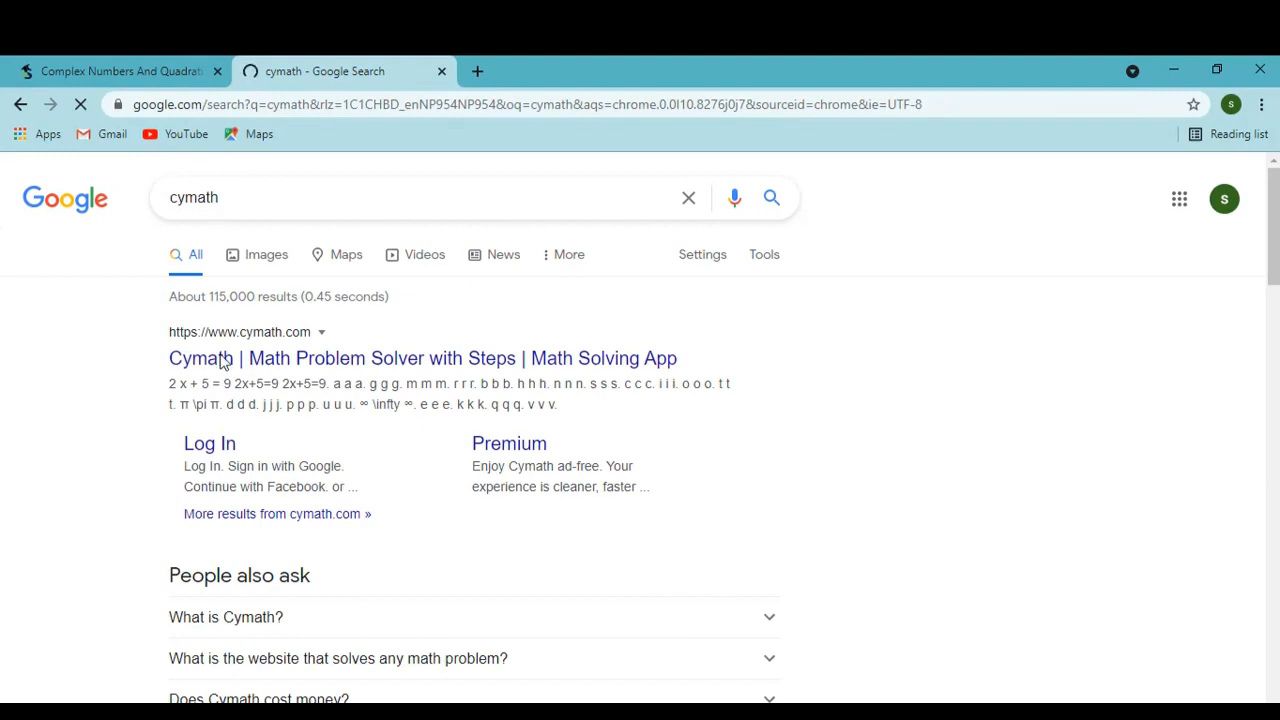 Complex Numbers And Quadrati
cymath - Google Search
google.com/search?q=cymath&rlz=1C1CHBD_enNP954NP954&oq=cymath&aqs=chrome.0.0l10.8276j0j7&sourceid=chrome&ie=UTF-8
S
Apps Gmail YouTube Maps Reading list
Google cymath S
All Images Maps Videos News More Settings Tools
About 115,000 results (0.45 seconds)
https://www.cymath.com
Cymath | Math Problem Solver with Steps | Math Solving App
2 x + 5 = 9 2x+5=9 2x+5=9. a a a. g g g. m m m. r r r. b b b. h h h. n n n. s s s. c c c. i i i. o o o. t t
t. π \pi π. d d d. j j j. p p p. u u u. ∞ \infty ∞. e e e. k k k. q q q. v v v.
Log In
Log In. Sign in with Google.
Continue with Facebook. or ...
Premium
Enjoy Cymath ad-free. Your
experience is cleaner, faster ...
More results from cymath.com »
People also ask
What is Cymath?
What is the website that solves any math problem?
Does Cymath cost money?